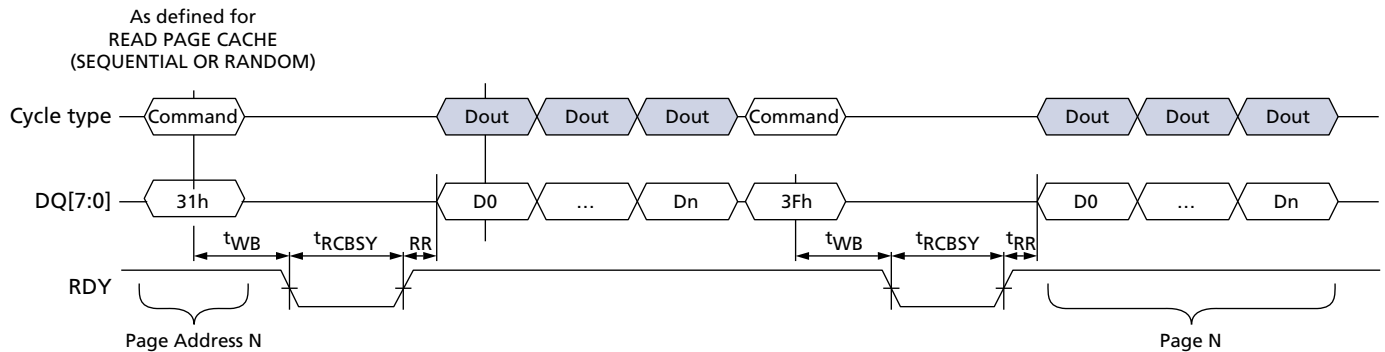 As defined for
READ PAGE CACHE
(SEQUENTIAL OR RANDOM)
Cycle type Command Dout Dout Dout Command Dout Dout Dout
DQ[7:0] 31h D0 ... Dn 3Fh D0 ... Dn
tWB tRCBSY RR tWB tRCBSY tRR
RDY
Page Address N Page N